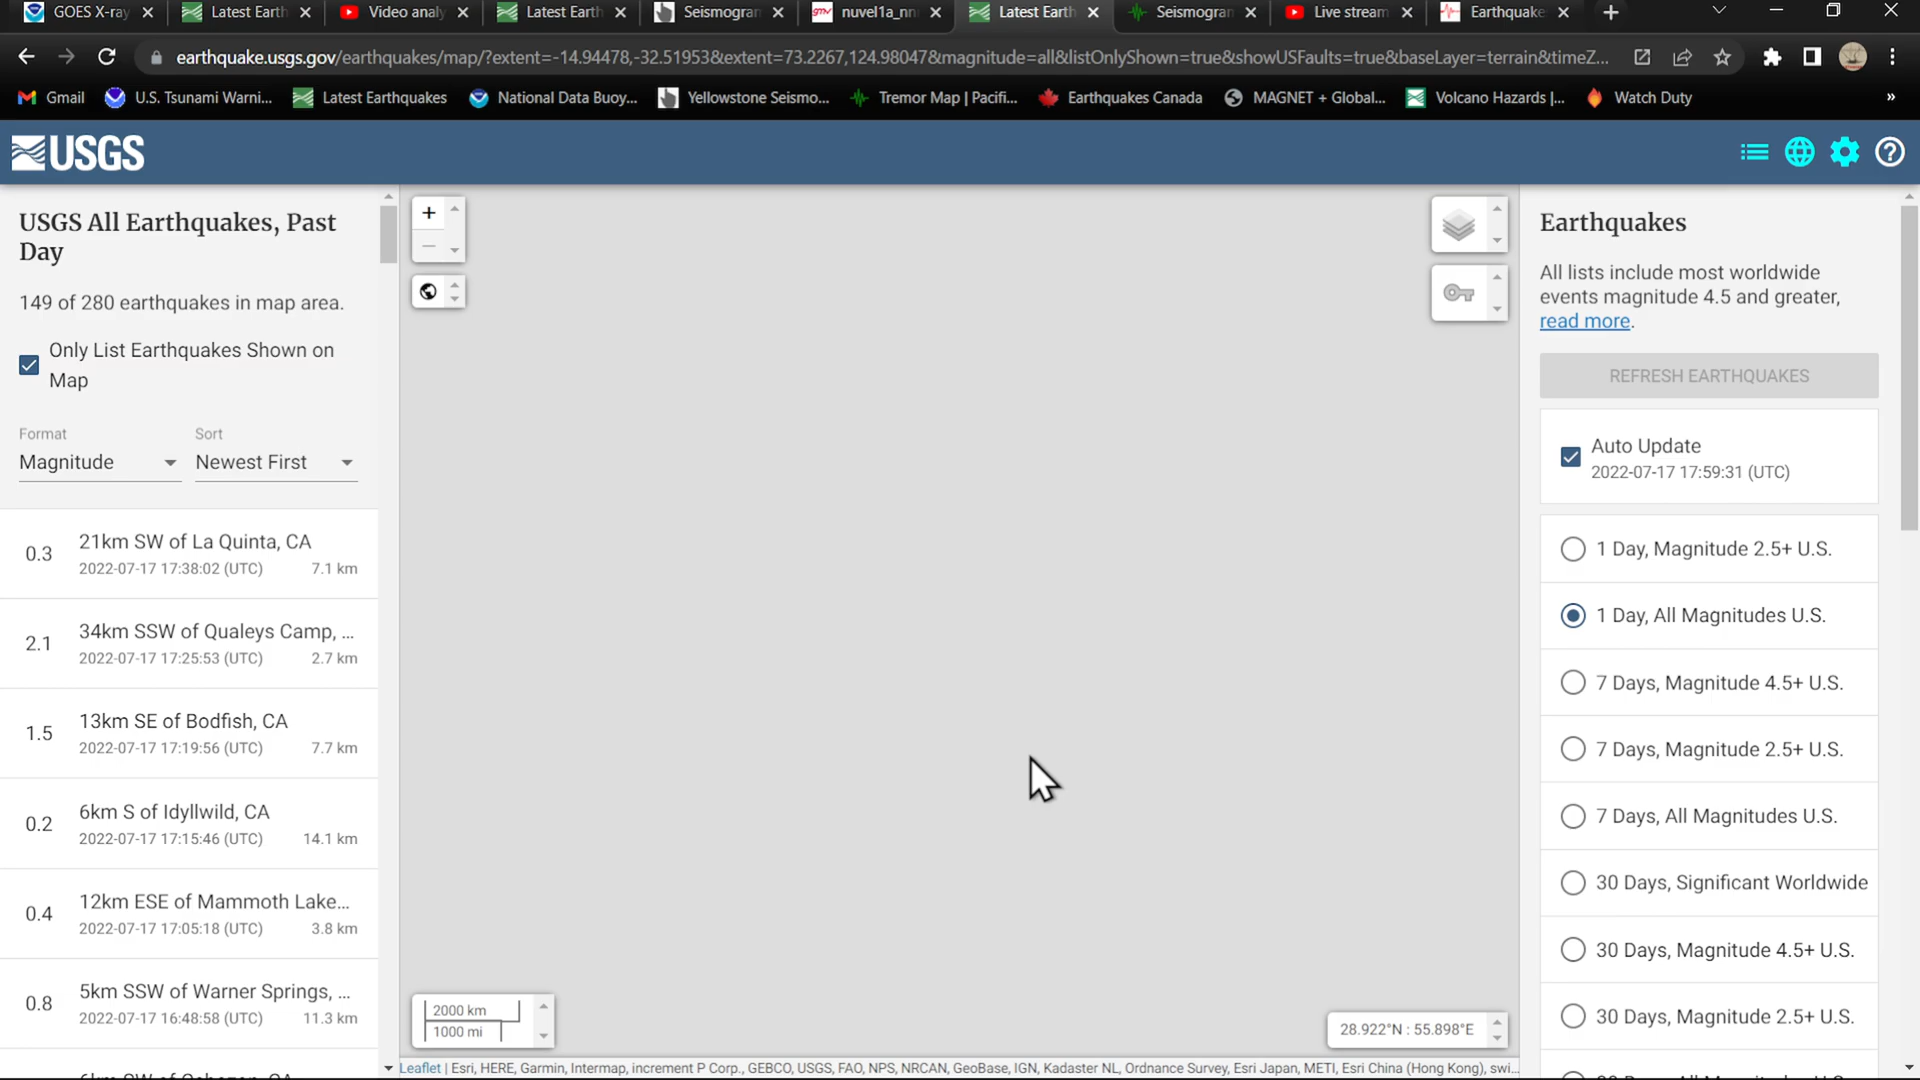 GOES X-ray
Latest Earth
Video analy
Latest Earth
Seismogram
nuvel1a_nn
Latest Earth
Seismogram
Live stream
Earthquake
earthquake.usgs.gov/earthquakes/map/?extent=-14.94478,-32.51953&extent=73.2267,124.98047&magnitude=all&listOnlyShown=true&showUSFaults=true&baseLayer=terrain&timeZ...
Gmail
U.S. Tsunami Warni...
Latest Earthquakes
National Data Buoy...
Yellowstone Seismo...
Tremor Map | Pacifi...
Earthquakes Canada
MAGNET + Global...
Volcano Hazards |...
Watch Duty
»
USGS
USGS All Earthquakes, Past
Day
149 of 280 earthquakes in map area.
Only List Earthquakes Shown on
Map
Format
Sort
Magnitude
Newest First
0.3
21km SW of La Quinta, CA
2022-07-17 17:38:02 (UTC)
7.1 km
2.1
34km SSW of Qualeys Camp, ...
2022-07-17 17:25:53 (UTC)
2.7 km
1.5
13km SE of Bodfish, CA
2022-07-17 17:19:56 (UTC)
7.7 km
0.2
6km S of Idyllwild, CA
2022-07-17 17:15:46 (UTC)
14.1 km
0.4
12km ESE of Mammoth Lake...
2022-07-17 17:05:18 (UTC)
3.8 km
0.8
5km SSW of Warner Springs, ...
2022-07-17 16:48:58 (UTC)
11.3 km
+
−
2000 km
1000 mi
28.922°N : 55.898°E
Leaflet | Esri, HERE, Garmin, Intermap, increment P Corp., GEBCO, USGS, FAO, NPS, NRCAN, GeoBase, IGN, Kadaster NL, Ordnance Survey, Esri Japan, METI, Esri China (Hong Kong), swi...
Earthquakes
All lists include most worldwide
events magnitude 4.5 and greater,
read more.
REFRESH EARTHQUAKES
Auto Update
2022-07-17 17:59:31 (UTC)
1 Day, Magnitude 2.5+ U.S.
1 Day, All Magnitudes U.S.
7 Days, Magnitude 4.5+ U.S.
7 Days, Magnitude 2.5+ U.S.
7 Days, All Magnitudes U.S.
30 Days, Significant Worldwide
30 Days, Magnitude 4.5+ U.S.
30 Days, Magnitude 2.5+ U.S.